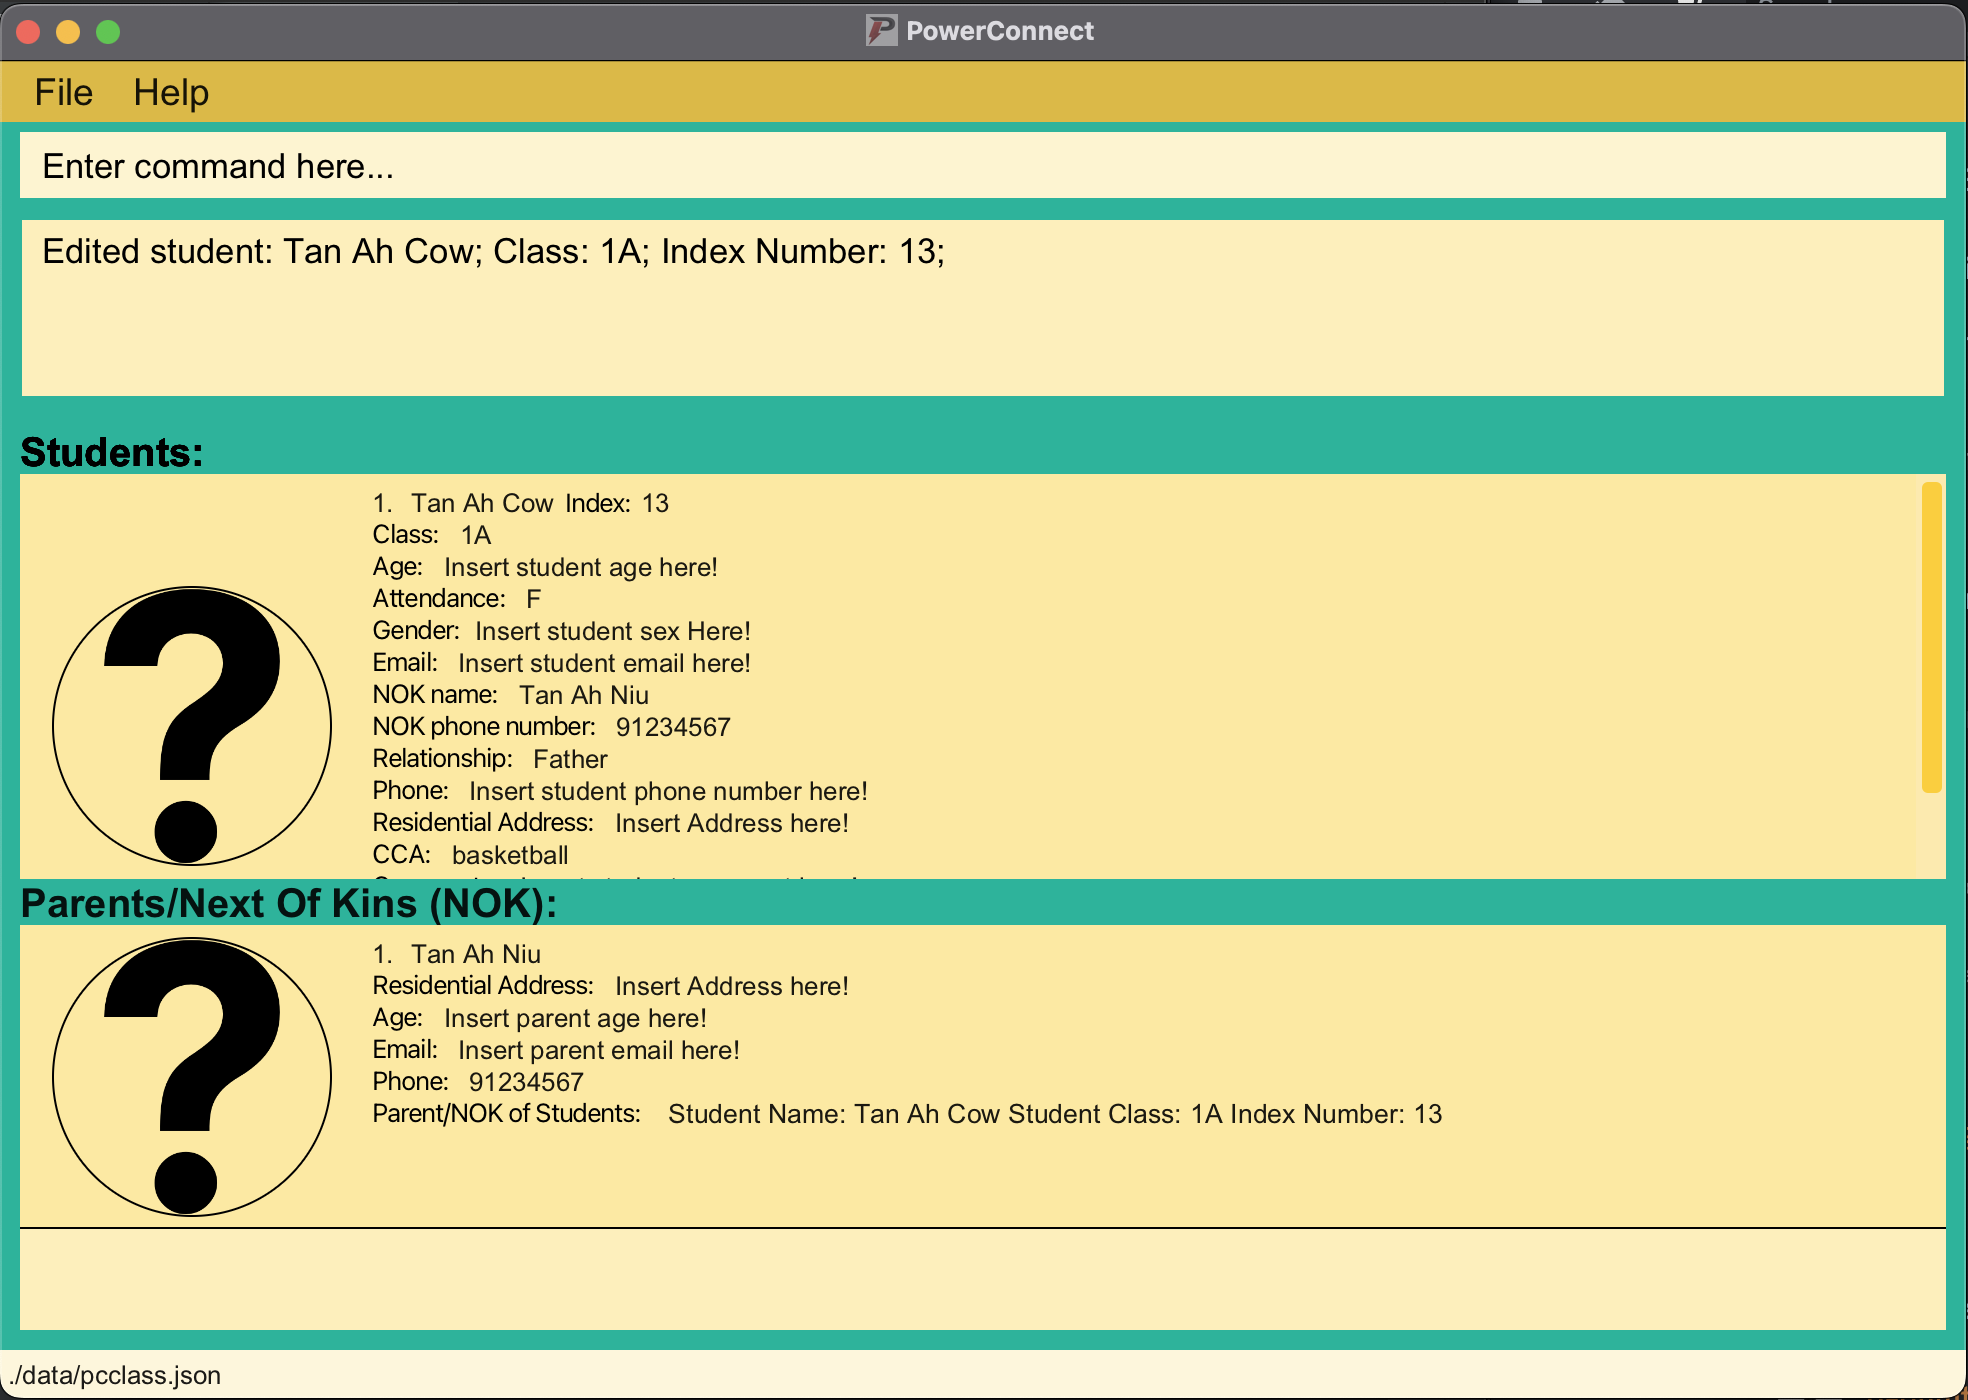 PowerConnect
File Help
Enter command here...
Edited student: Tan Ah Cow; Class: 1A; Index Number: 13;
Students:
1. Tan Ah Cow Index: 13
Class: 1A
Age: Insert student age here!
Attendance: F
Gender: Insert student sex Here!
Email: Insert student email here!
NOK name: Tan Ah Niu
NOK phone number: 91234567
Relationship: Father
Phone: Insert student phone number here!
Residential Address: Insert Address here!
CCA: basketball
Parents/Next Of Kins (NOK):
1. Tan Ah Niu
Residential Address: Insert Address here!
Age: Insert parent age here!
Email: Insert parent email here!
Phone: 91234567
Parent/NOK of Students: Student Name: Tan Ah Cow Student Class: 1A Index Number: 13
./data/pcclass.json